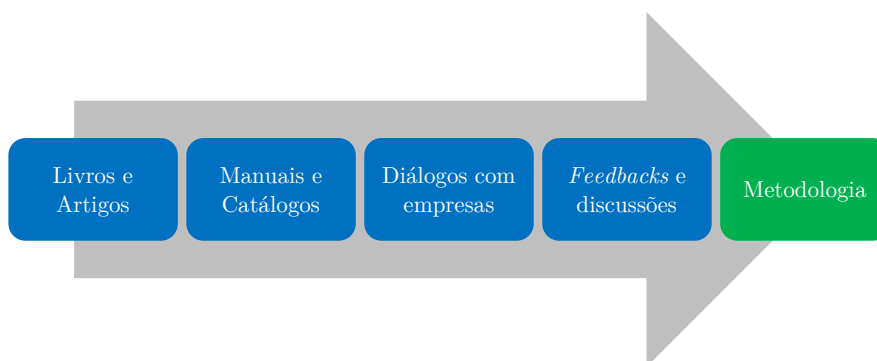 Livros e
Artigos
Manuais e
Catálogos
Diálogos com
empresas
Feedbacks e
discussões
Metodologia